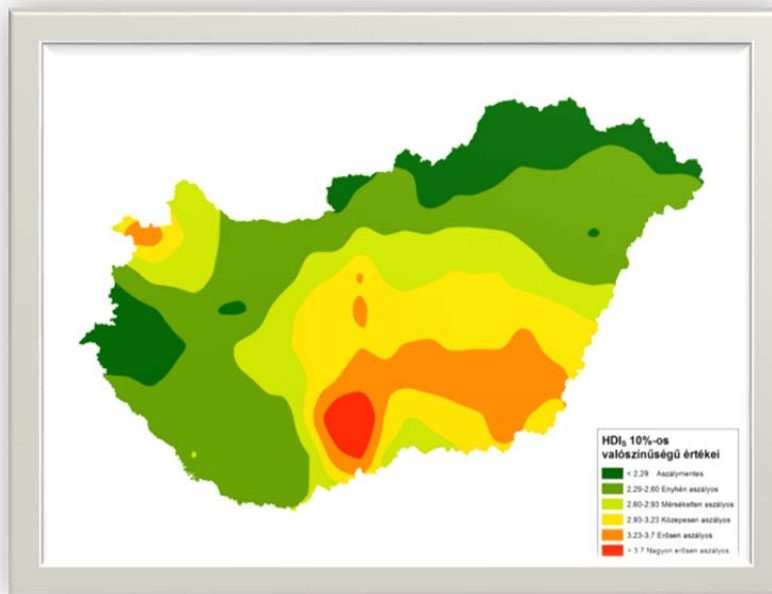 HDIₛ 10%-os
valószínűségű értékei
< 2,29 Aszálymentes
2,29-2,60 Enyhén aszályos
2,60-2,93 Mérsékelten aszályos
2,93-3,23 Közepesen aszályos
3,23-3,7 Erősen aszályos
> 3,7 Nagyon erősen aszályos